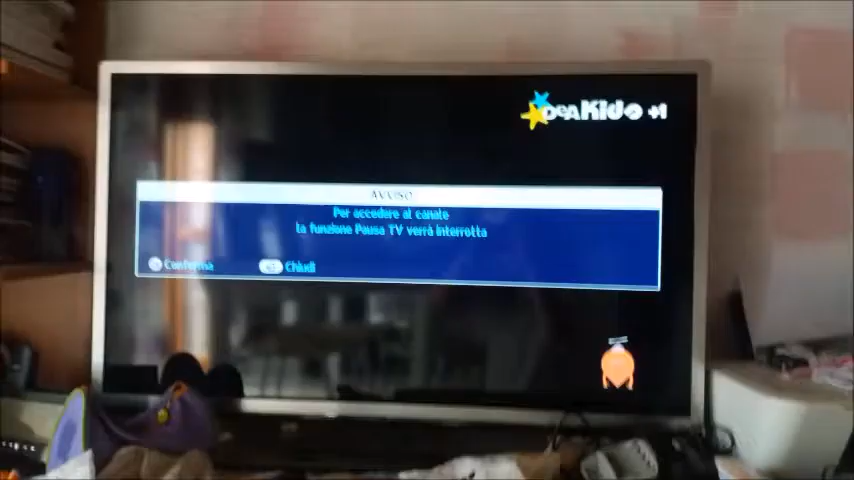 DeAKids +1
AVVISO
Per accedere al canale
la funzione Pausa TV verrà interrotta
Conferma Chiudi